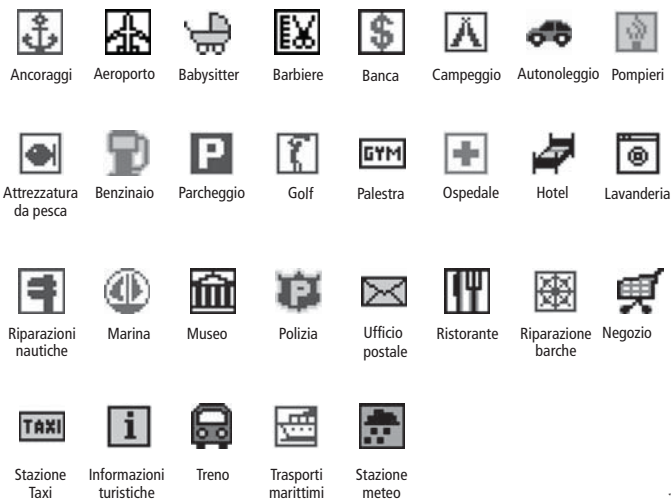 Ancoraggi Aeroporto Babysitter Barbiere Banca Campeggio Autonoleggio Pompieri
P GYM
Attrezzatura da pesca Benzinaio Parcheggio Golf Palestra Ospedale Hotel Lavanderia
P
Riparazioni nautiche Marina Museo Polizia Ufficio postale Ristorante Riparazione barche Negozio
TAXI i
Stazione Taxi Informazioni turistiche Treno Trasporti marittimi Stazione meteo